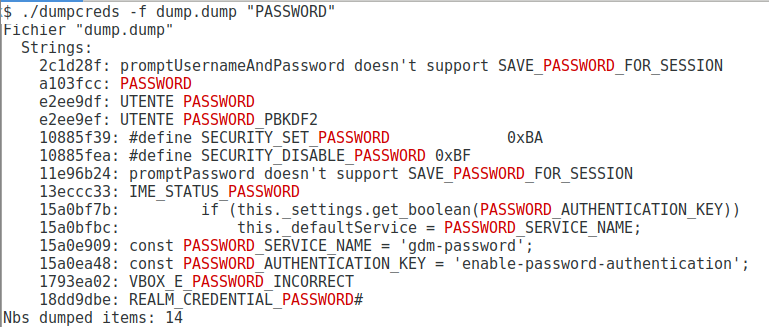 $ ./dumpcreds -f dump.dump "PASSWORD"
Fichier "dump.dump"
  Strings:
    2c1d28f: promptUsernameAndPassword doesn't support SAVE_PASSWORD_FOR_SESSION
    a103fcc: PASSWORD
    e2ee9df: UTENTE PASSWORD
    e2ee9ef: UTENTE PASSWORD_PBKDF2
    10885f39: #define SECURITY_SET_PASSWORD             0xBA
    10885fea: #define SECURITY_DISABLE_PASSWORD 0xBF
    11e96b24: promptPassword doesn't support SAVE_PASSWORD_FOR_SESSION
    13eccc33: IME_STATUS_PASSWORD
    15a0bf7b:         if (this._settings.get_boolean(PASSWORD_AUTHENTICATION_KEY))
    15a0bfbc:             this._defaultService = PASSWORD_SERVICE_NAME;
    15a0e909: const PASSWORD_SERVICE_NAME = 'gdm-password';
    15a0ea48: const PASSWORD_AUTHENTICATION_KEY = 'enable-password-authentication';
    1793ea02: VBOX_E_PASSWORD_INCORRECT
    18dd9dbe: REALM_CREDENTIAL_PASSWORD#
Nbs dumped items: 14